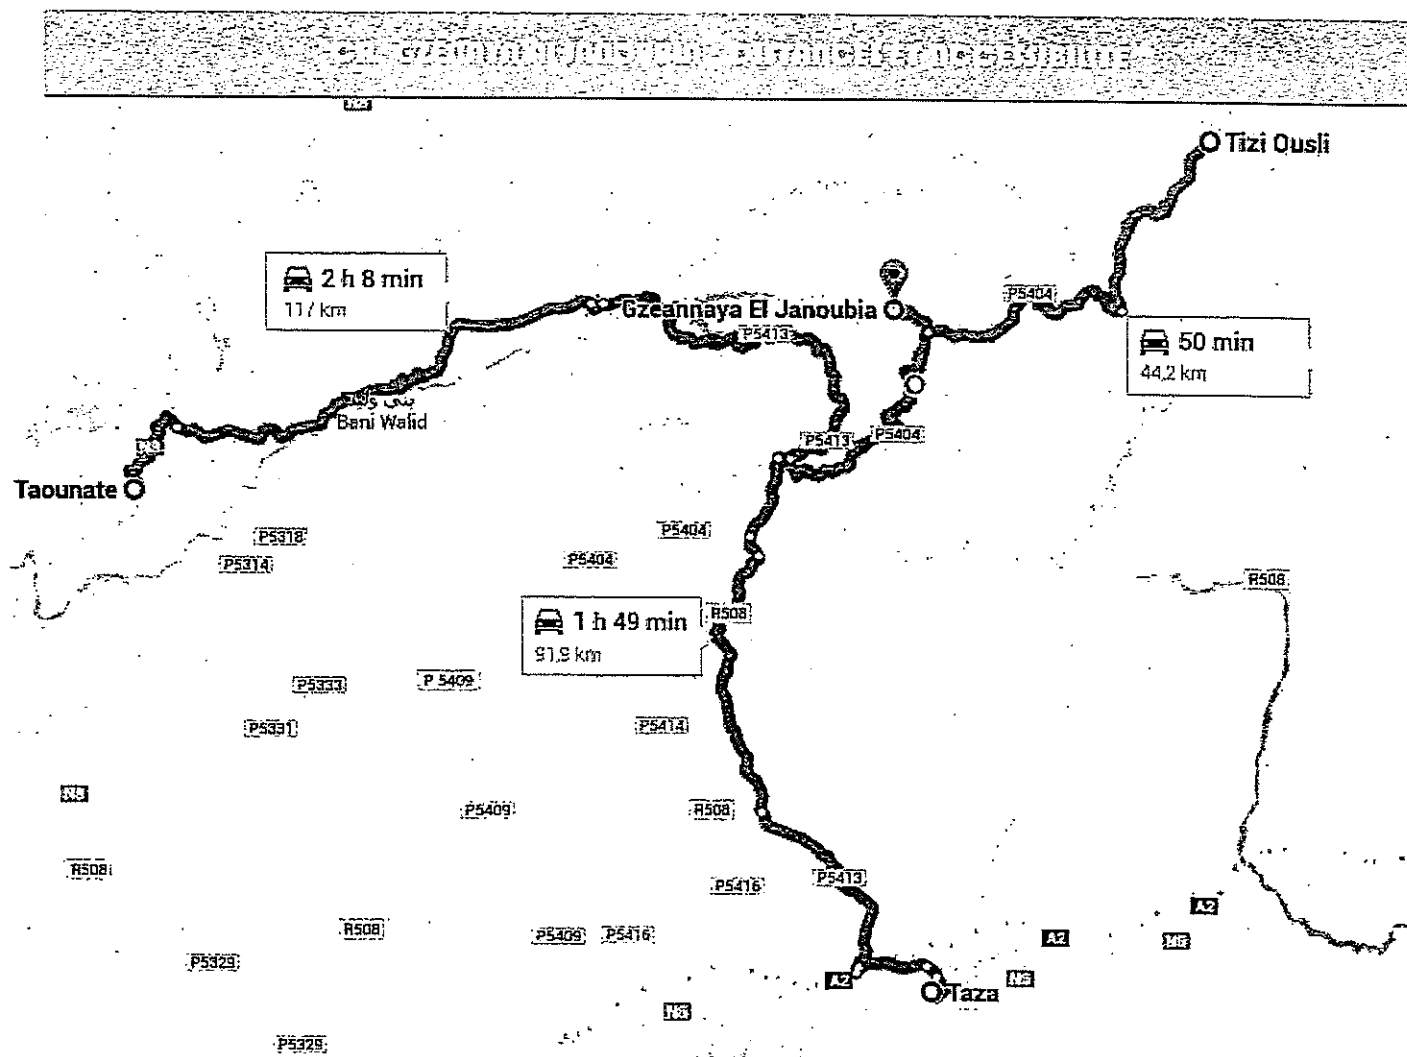 Tizi Ousli
2 h 8 min
117 km
Gzeannaya El Janoubia
P5404
P5413
50 min
44,2 km
بني وليد
Bani Walid
P5413
P5404
Taounate
P5318
P5404
P5314
P5404
R508
R508
1 h 49 min
91,9 km
P5333
P 5409
P5331
P5414
P5409
R508
R508
P5416
P5413
A2
R508
P5409
P5416
A2
P5329
A2
N6
Taza
N6
P5329